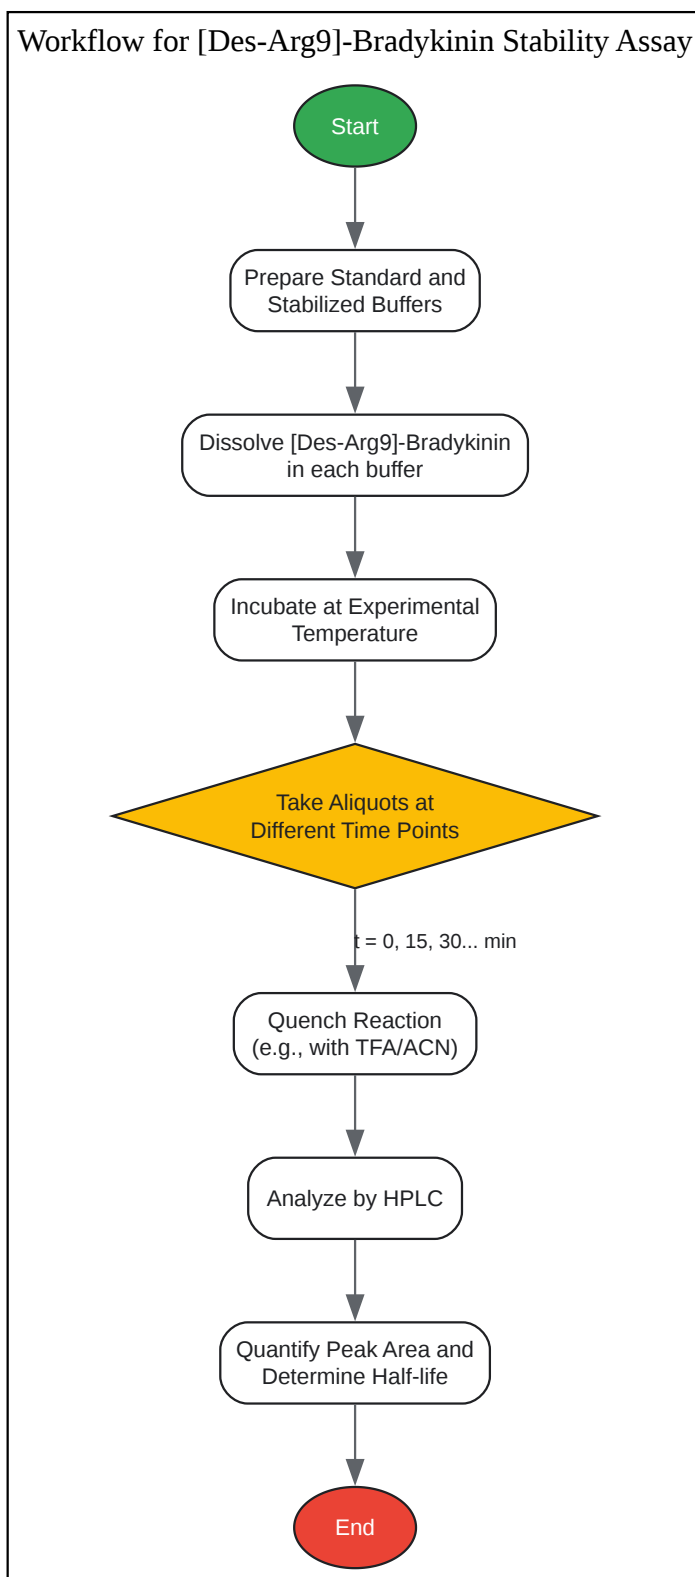 Workflow for [Des-Arg9]-Bradykinin Stability Assay
Start
Prepare Standard and
Stabilized Buffers
Dissolve [Des-Arg9]-Bradykinin
in each buffer
Incubate at Experimental
Temperature
Take Aliquots at
Different Time Points
t = 0, 15, 30... min
Quench Reaction
(e.g., with TFA/ACN)
Analyze by HPLC
Quantify Peak Area and
Determine Half-life
End